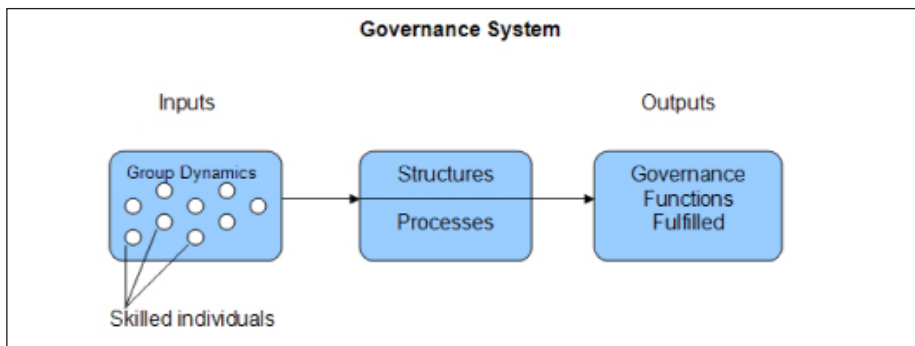 Governance System
Inputs
Outputs
Group Dynamics
Structures
Processes
Governance
Functions
Fulfilled
Skilled individuals